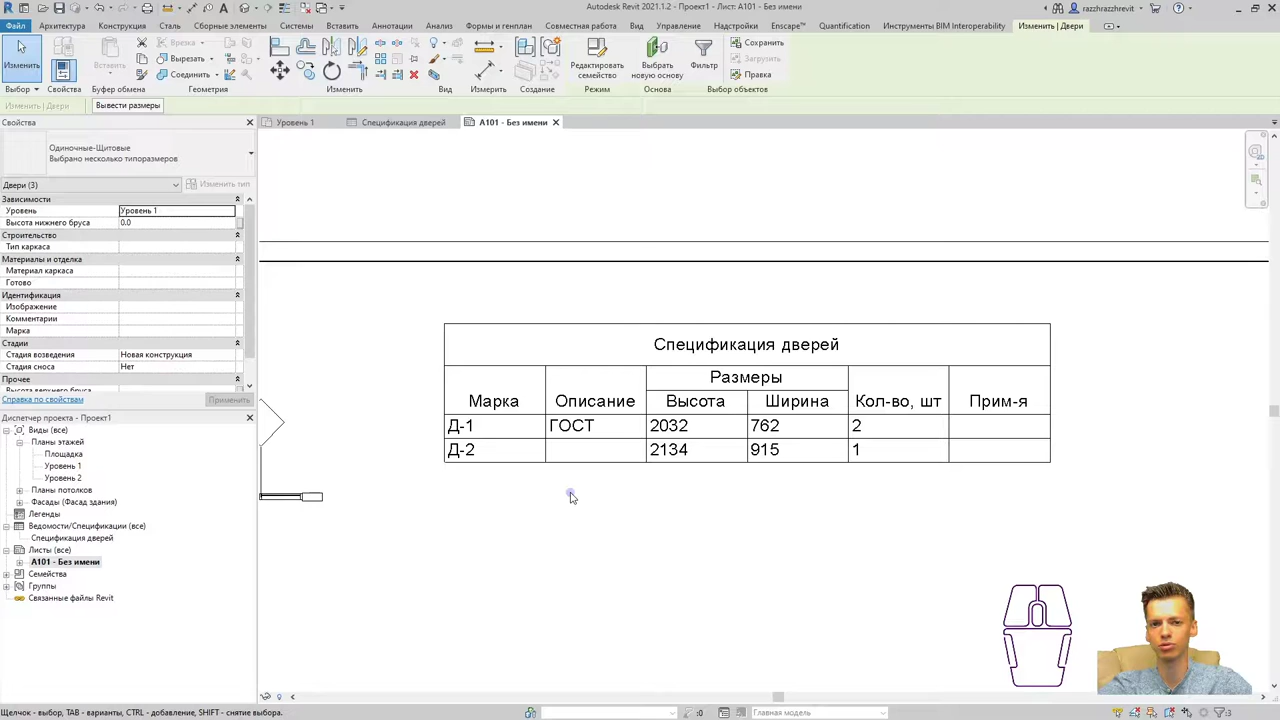 Autodesk Revit 2021.1.2 - Проект1 - Лист: A101 - Без имени
razzhrazzhrevit
Файл Архитектура Конструкция Сталь Сборные элементы Системы Вставить Аннотации Анализ Формы и генплан Совместная работа Вид Управление Надстройки Enscape™ Quantification Инструменты BIM Interoperability Изменить | Двери
Изменить
Вставить
Врезка
Вырезать
Соединить
Редактировать семейство
Выбрать новую основу
Фильтр
Сохранить
Загрузить
Правка
Выбор Свойства Буфер обмена Геометрия Изменить Вид Измерить Создание Режим Основа Выбор объектов
Изменить | Двери Вывести размеры
Свойства
Уровень 1 Спецификация дверей A101 - Без имени
Одиночные-Щитовые
Выбрано несколько типоразмеров
Двери (3) Изменить тип
Зависимости
Уровень Уровень 1
Высота нижнего бруса 0.0
Строительство
Тип каркаса
Материалы и отделка
Материал каркаса
Готово
Идентификация
Изображение
Комментарии
Марка
Стадии
Стадия возведения Новая конструкция
Стадия сноса Нет
Прочее
Высота верхнего бруса
Справка по свойствам Применить
Диспетчер проекта - Проект1
Виды (все)
Планы этажей
Площадка
Уровень 1
Уровень 2
Планы потолков
Фасады (Фасад здания)
Легенды
Ведомости/Спецификации (все)
Спецификация дверей
Листы (все)
A101 - Без имени
Семейства
Группы
Связанные файлы Revit
Спецификация дверей
Размеры
Марка Описание Высота Ширина Кол-во, шт Прим-я
Д-1 ГОСТ 2032 762 2
Д-2 2134 915 1
Щелчок - выбор, TAB - варианты, CTRL - добавление, SHIFT - снятие выбора.
:0
Главная модель
:3